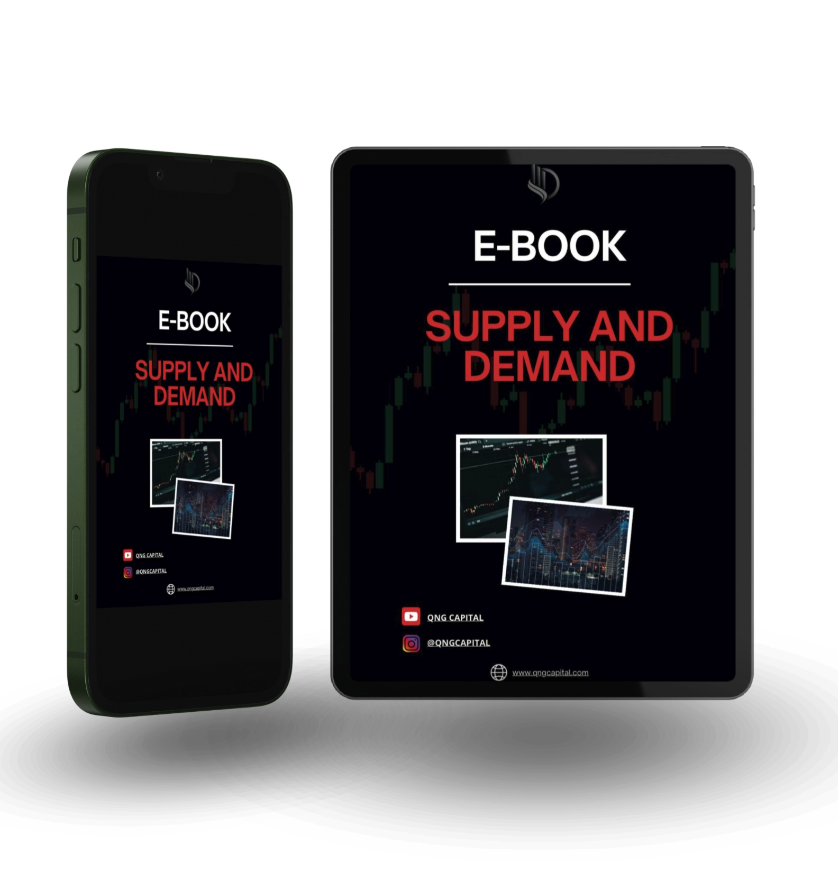 E-BOOK
SUPPLY AND
DEMAND
QNG CAPITAL
@QNGCAPITAL
www.qngcapital.com
E-BOOK
SUPPLY AND
DEMAND
QNG CAPITAL
@QNGCAPITAL
www.qngcapital.com